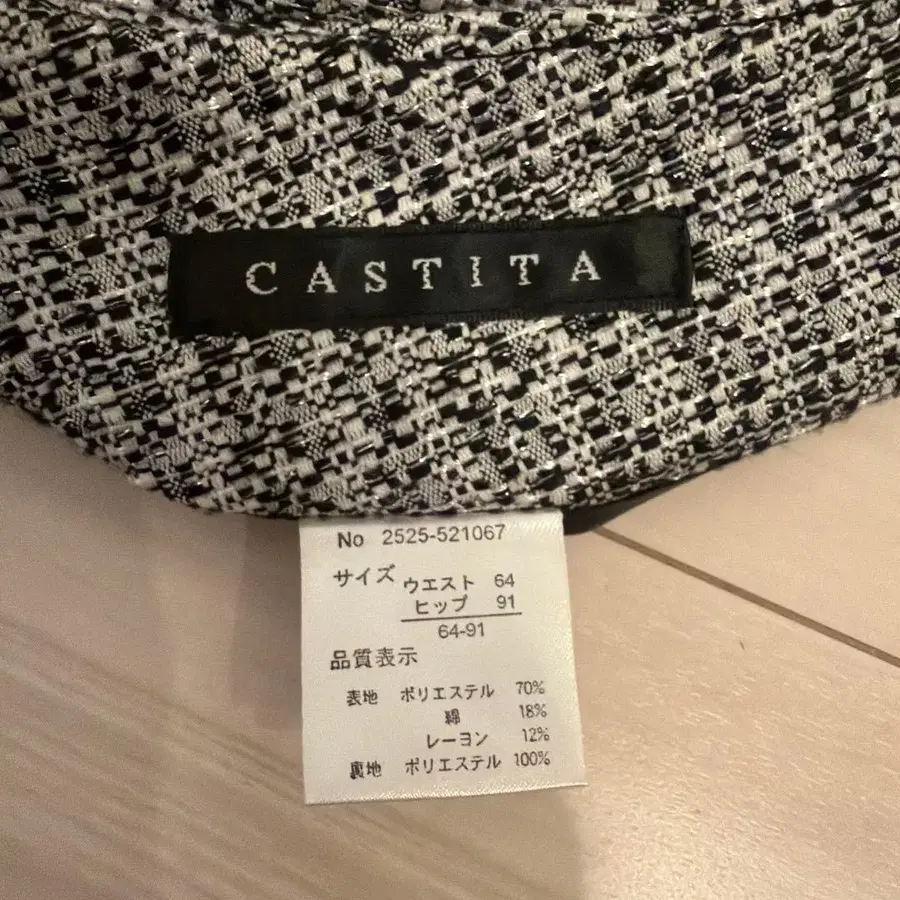 CASTITA
No 2525-521067
サイズ ウエスト 64
ヒップ 91
64-91
品質表示
表地 ポリエステル 70%
綿 18%
レーヨン 12%
裏地 ポリエステル 100%